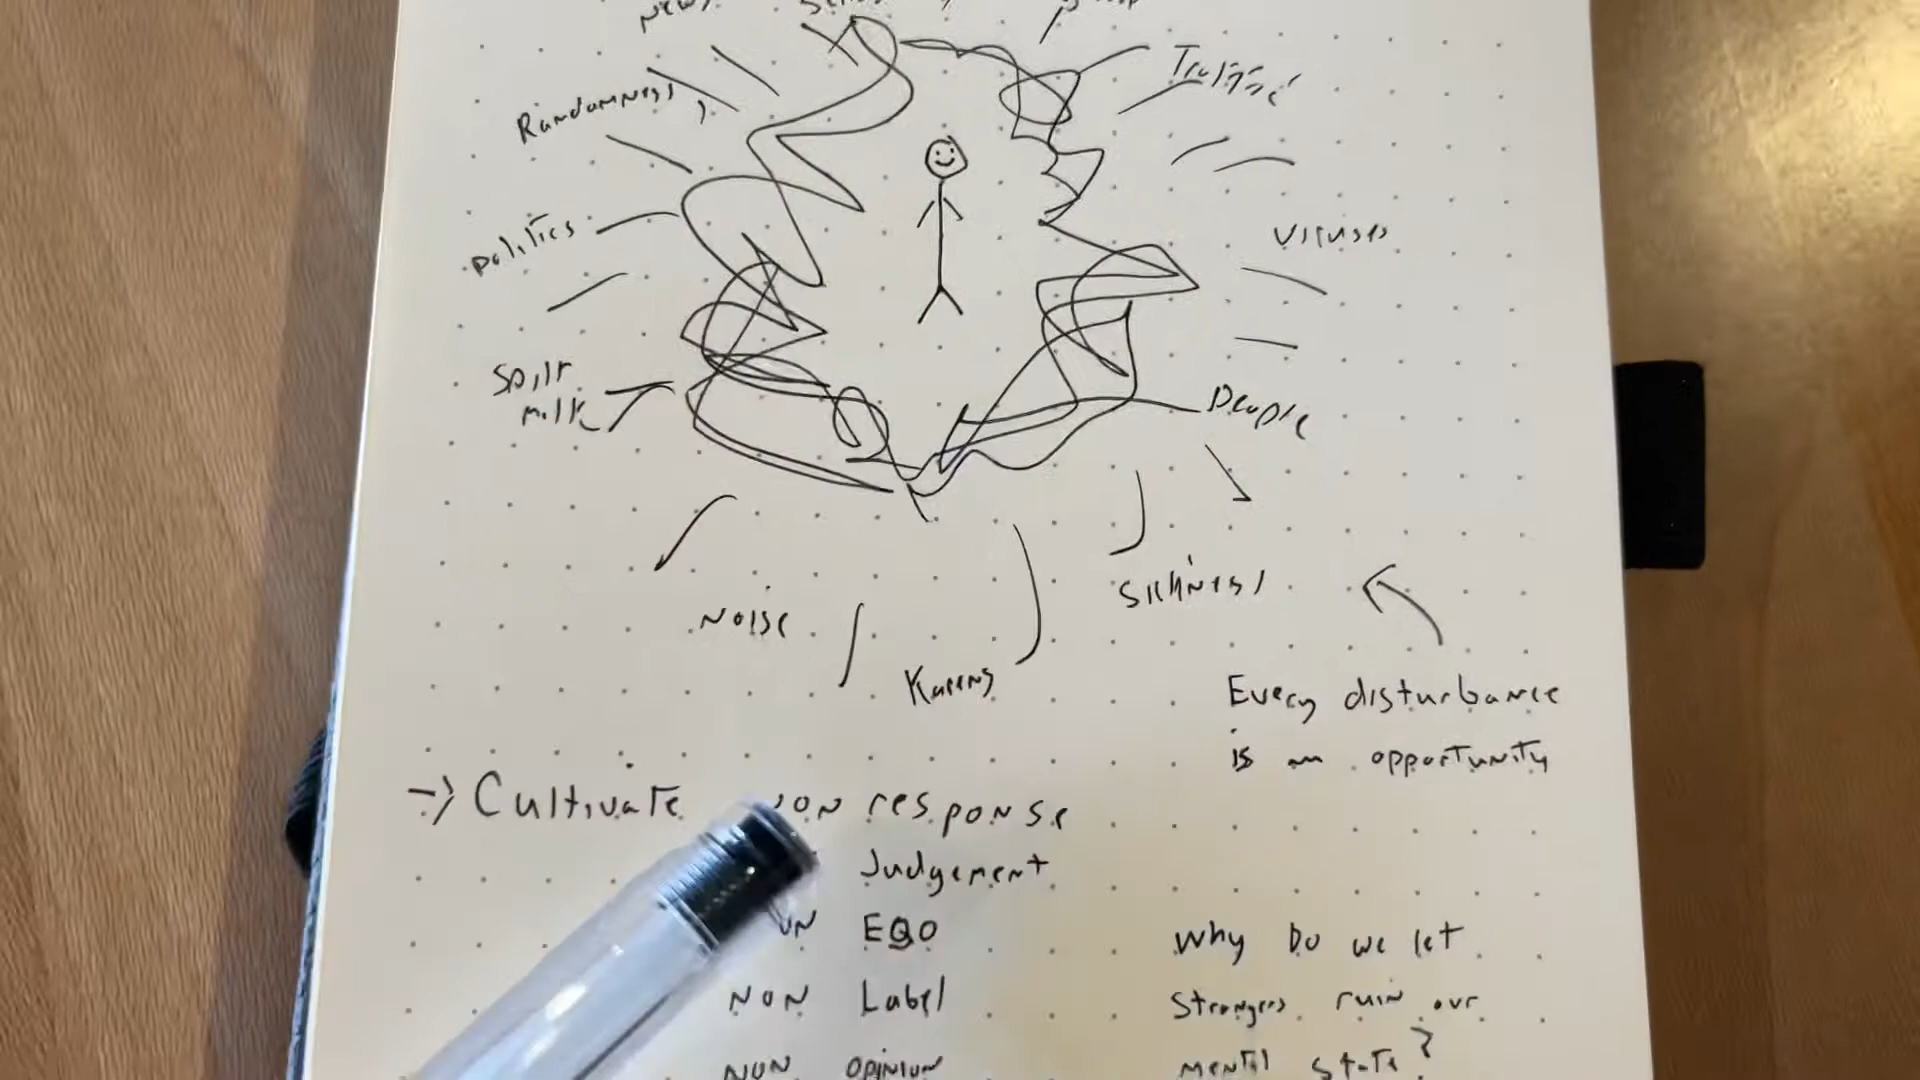 News
Traffic
Randomness
Politics
Viruses
Spilt
milk
People
Sickness
Noise
Karens
Every disturbance
is an opportunity
-> Cultivate non response
Judgement
EGO
Why Do we let
NON Label
Strangers ruin our
NON opinion
mental state?